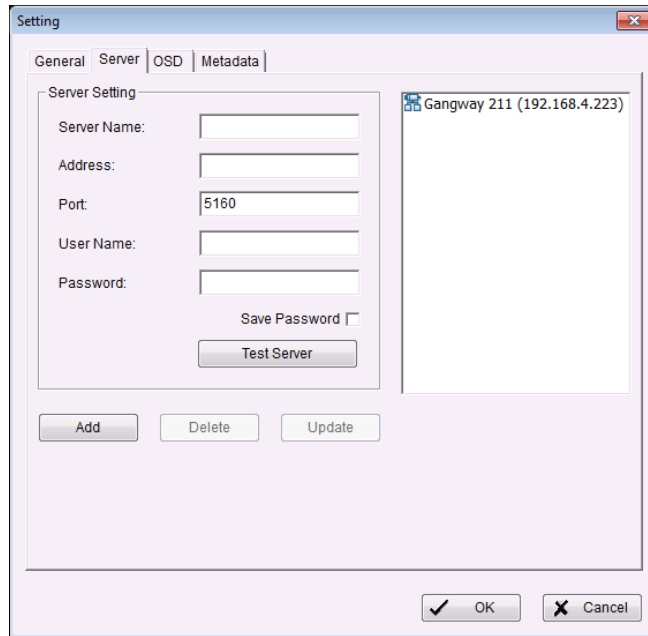 Setting
General Server OSD Metadata
Server Setting
Server Name:
Address:
Port: 5160
User Name:
Password:
Save Password
Test Server
Gangway 211 (192.168.4.223)
Add Delete Update
OK Cancel